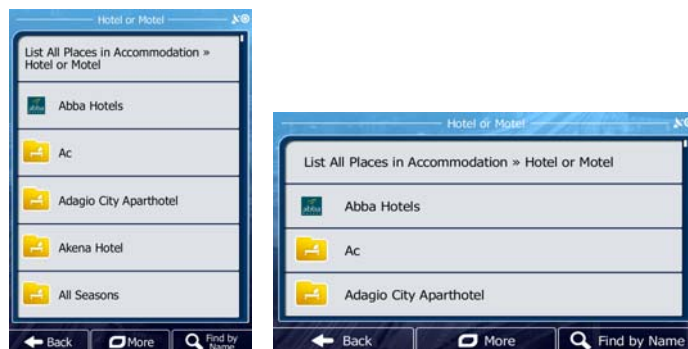 Hotel or Motel
List All Places in Accommodation »
Hotel or Motel
abba
Abba Hotels
Ac
Adagio City Aparthotel
Akena Hotel
All Seasons
Back
More
Find by
Name
Hotel or Motel
List All Places in Accommodation » Hotel or Motel
abba
Abba Hotels
Ac
Adagio City Aparthotel
Back
More
Find by Name